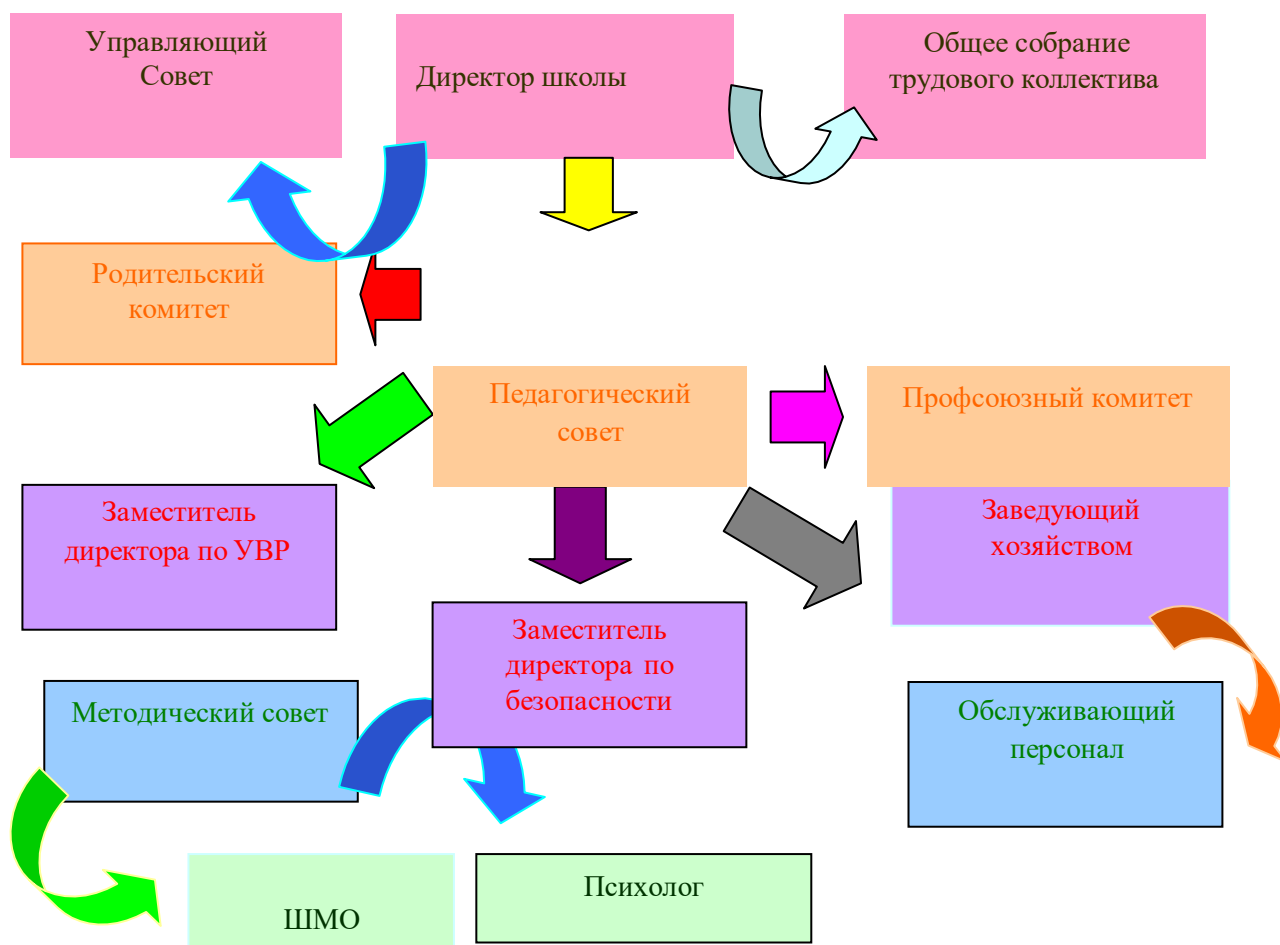 Управляющий
Совет
Директор школы
Общее собрание
трудового коллектива
Родительский
комитет
Педагогический
совет
Профсоюзный комитет
Заместитель
директора по УВР
Заведующий
хозяйством
Заместитель
директора по
безопасности
Методический совет
Обслуживающий
персонал
ШМО
Психолог